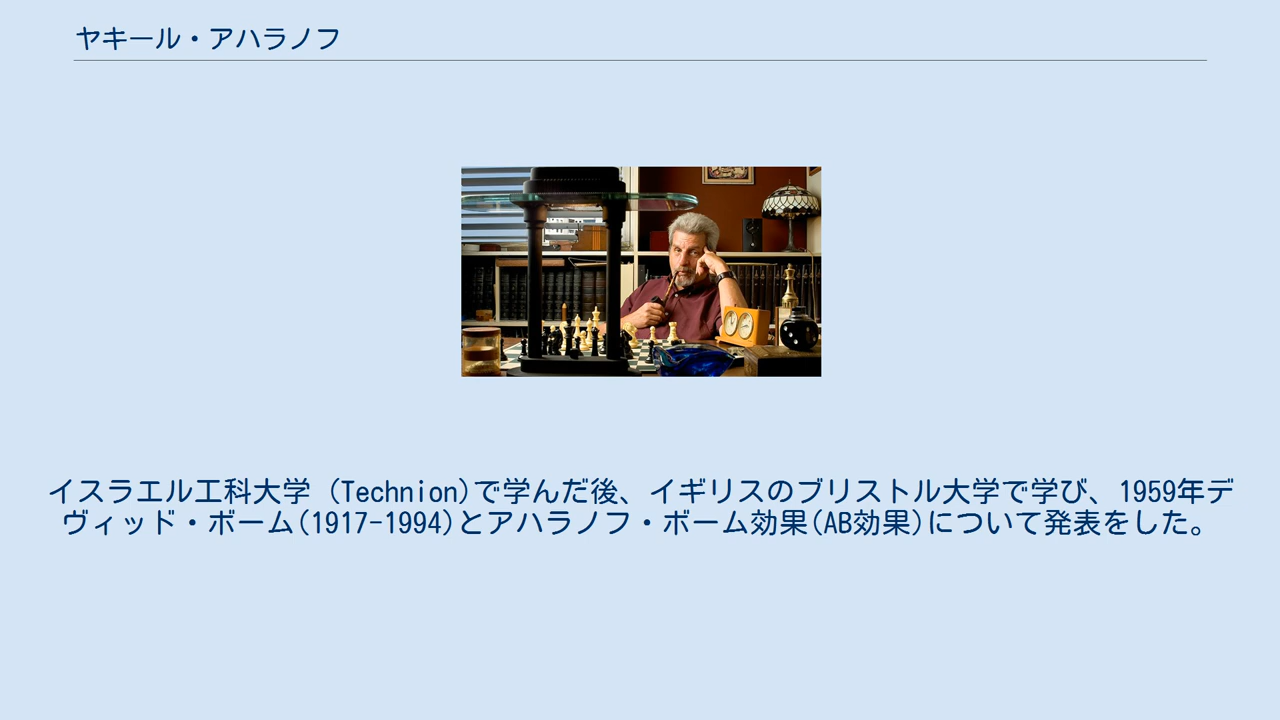 ヤキール・アハラノフ
イスラエル工科大学 (Technion)で学んだ後、イギリスのブリストル大学で学び、1959年デ
ヴィッド・ボーム(1917-1994)とアハラノフ・ボーム効果(AB効果)について発表をした。